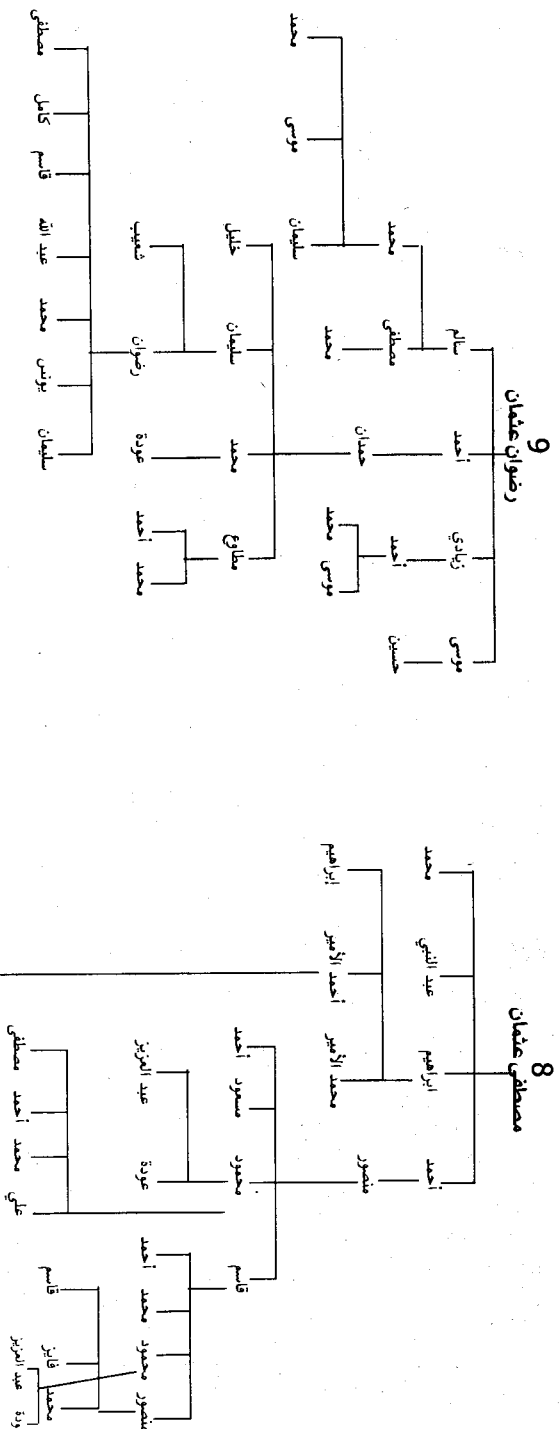 9
رضوان عثمان
سالم
أحمد
زيادي
موسى
محمد
مصطفى
حمدان
أحمد
حسين
محمد
موسى
سليمان
محمد
محمد
موسى
خليل
سليمان
محمد
مطاوع
شعيب
رضوان
عودة
أحمد
محمد
مصطفى
كامل
قاسم
عبد الله
محمد
يونس
سليمان
8
مصطفى عثمان
محمد
عبد النبي
ابراهيم
أحمد
ابراهيم
أحمد الأمير
محمد الأمير
منصور
أحمد
مسعود
محمود
قاسم
عبد العزيز
عودة
أحمد
محمد
محمود
منصور
مصطفى
أحمد
محمد
علي
قاسم
فايز
محمد
عبد العزيز
ودة